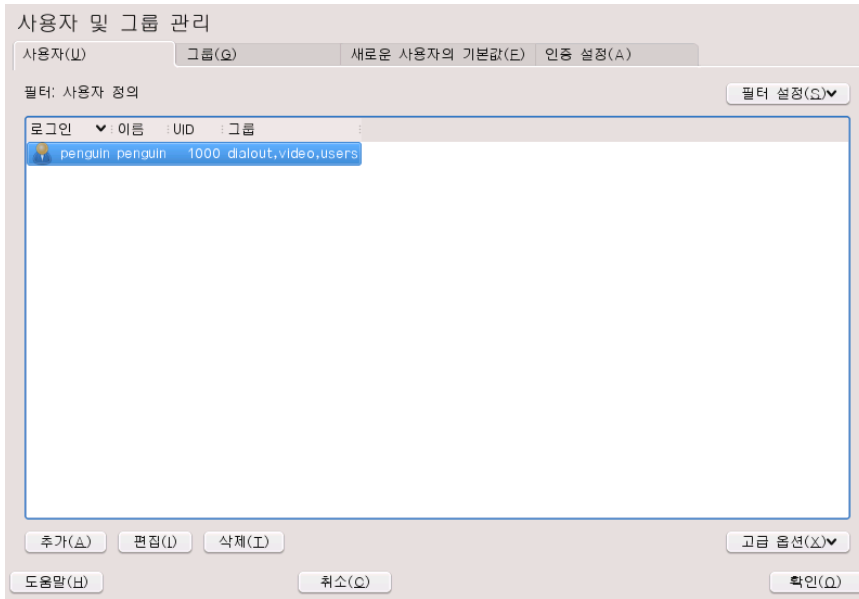 사용자 및 그룹 관리
사용자(U) 그룹(G) 새로운 사용자의 기본값(E) 인증 설정(A)
필터: 사용자 정의 필터 설정(S)
로그인 이름 UID 그룹
penguin penguin 1000 dialout,video,users
추가(A) 편집(I) 삭제(T) 고급 옵션(X)
도움말(H) 취소(C) 확인(O)